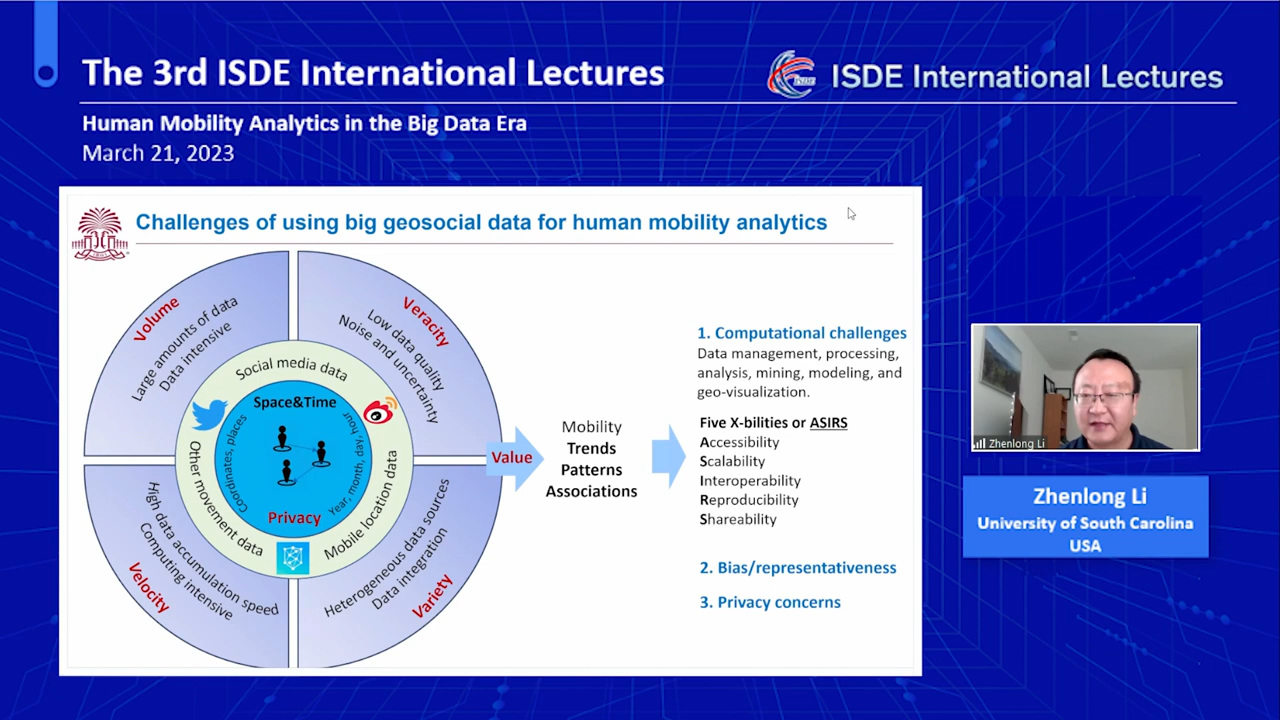 The 3rd ISDE International Lectures
ISDE
ISDE International Lectures
Human Mobility Analytics in the Big Data Era
March 21, 2023
Challenges of using big geosocial data for human mobility analytics
Volume
Large amounts of data
Data intensive
Veracity
Low data quality
Noise and uncertainty
Social media data
Other movement data
Mobile location data
Space&Time
Coordinates, places
Year, month, day, hour
Privacy
High data accumulation speed
Computing intensive
Velocity
Heterogeneous data sources
Data integration
Variety
Value
Mobility
Trends
Patterns
Associations
1. Computational challenges
Data management, processing,
analysis, mining, modeling, and
geo-visualization.
Five X-bilities or ASIRS
Accessibility
Scalability
Interoperability
Reproducibility
Shareability
2. Bias/representativeness
3. Privacy concerns
Zhenlong Li
Zhenlong Li
University of South Carolina
USA